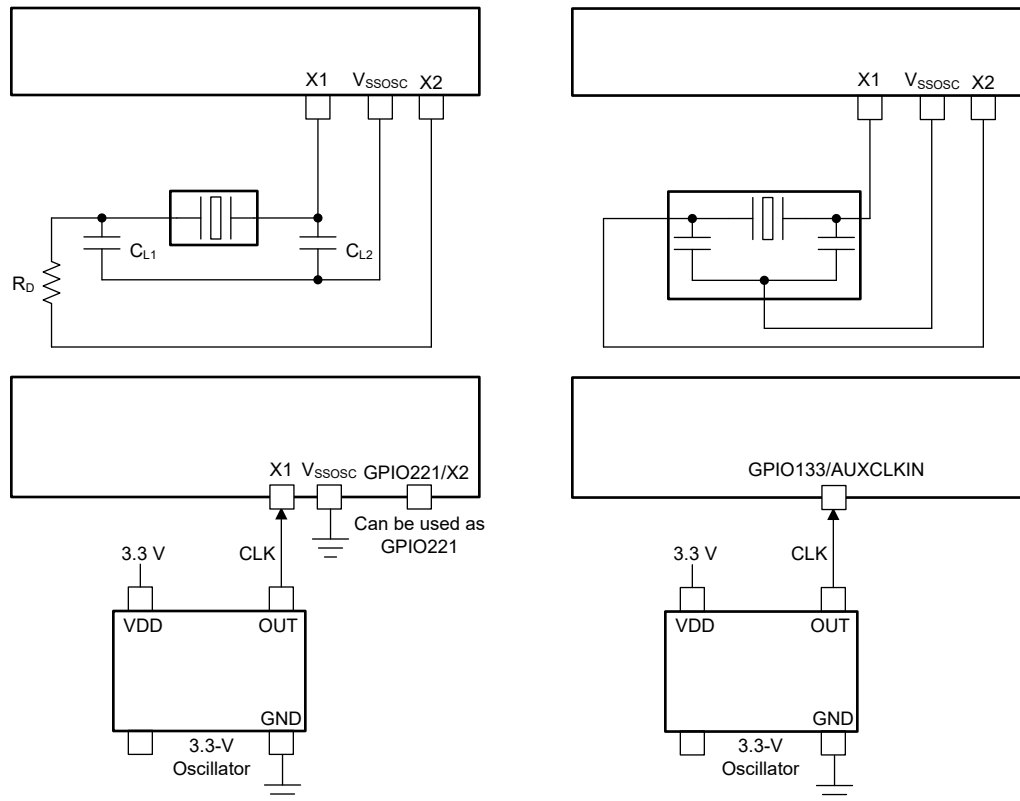 X1 VSSOSC X2
CL1
CL2
RD
X1 VSSOSC X2
X1 VSSOSC GPIO221/X2
Can be used as
GPIO221
3.3 V
CLK
VDD
OUT
GND
3.3-V
Oscillator
GPIO133/AUXCLKIN
3.3 V
CLK
VDD
OUT
GND
3.3-V
Oscillator